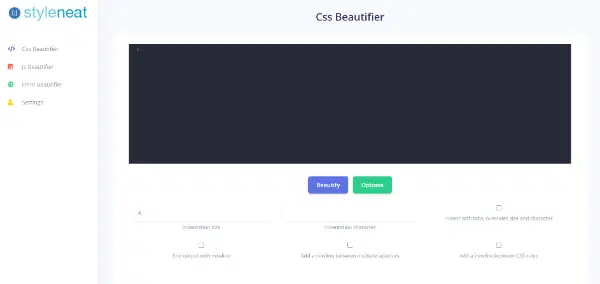 styleneat
Css Beautifier
Css Beautifier
Js Beautifier
Html Beautifier
Settings
Beautify
Options
4
Indentation size
Indentation character
Indent with tabs, overrides size and character
End output with newline
Add a newline between multiple selectors
Add a newline between CSS rules